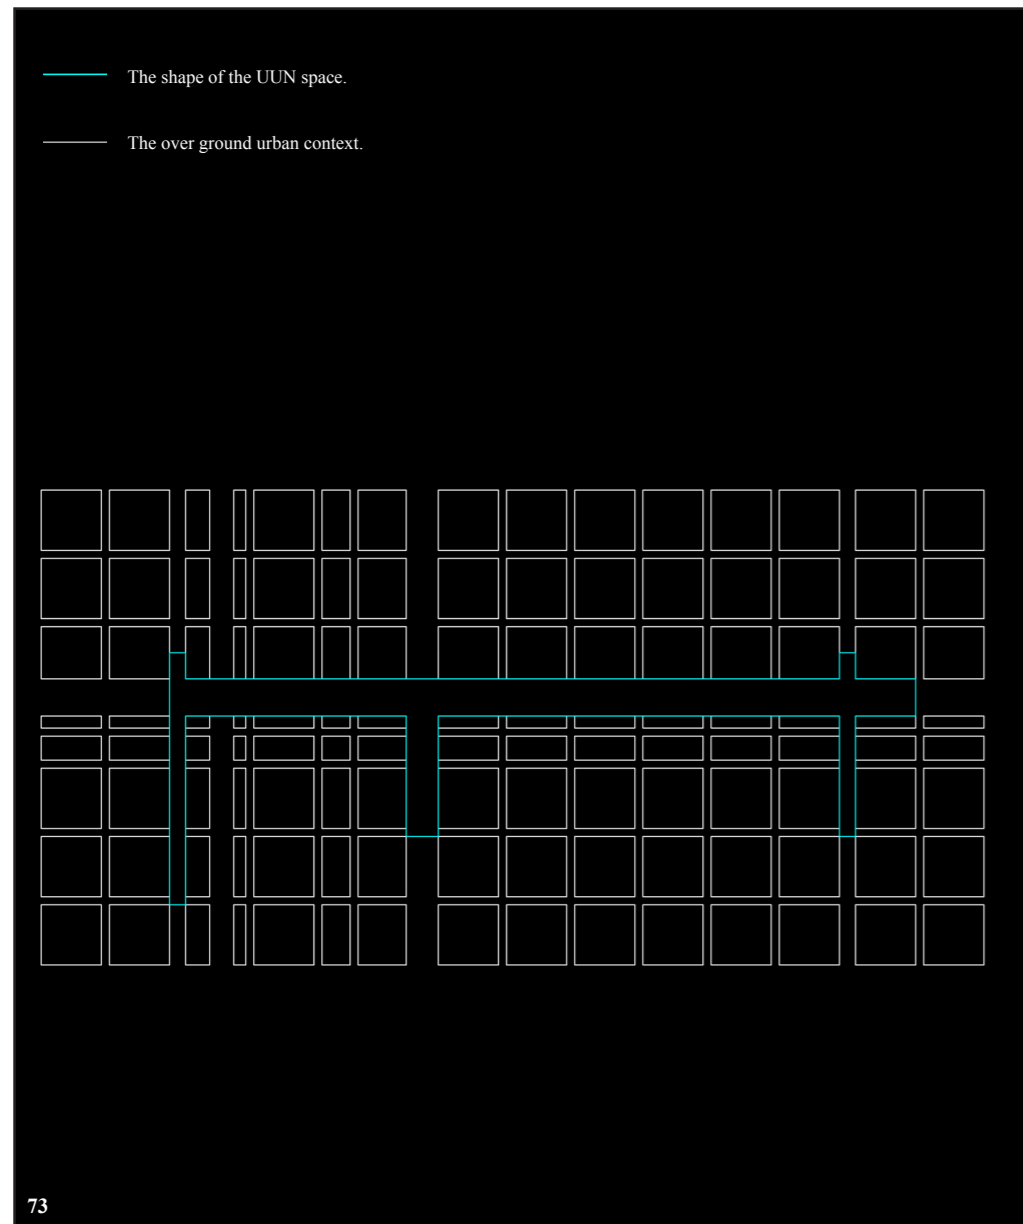 The shape of the UUN space.
The over ground urban context.
73